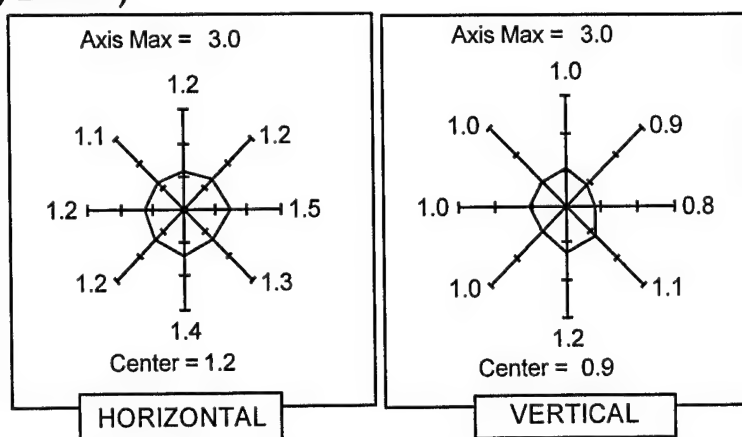 Axis Max = 3.0
1.2
1.1
1.2
1.2
1.5
1.2
1.3
1.4
Center = 1.2
HORIZONTAL
Axis Max = 3.0
1.0
1.0
0.9
1.0
0.8
1.0
1.1
1.2
Center = 0.9
VERTICAL